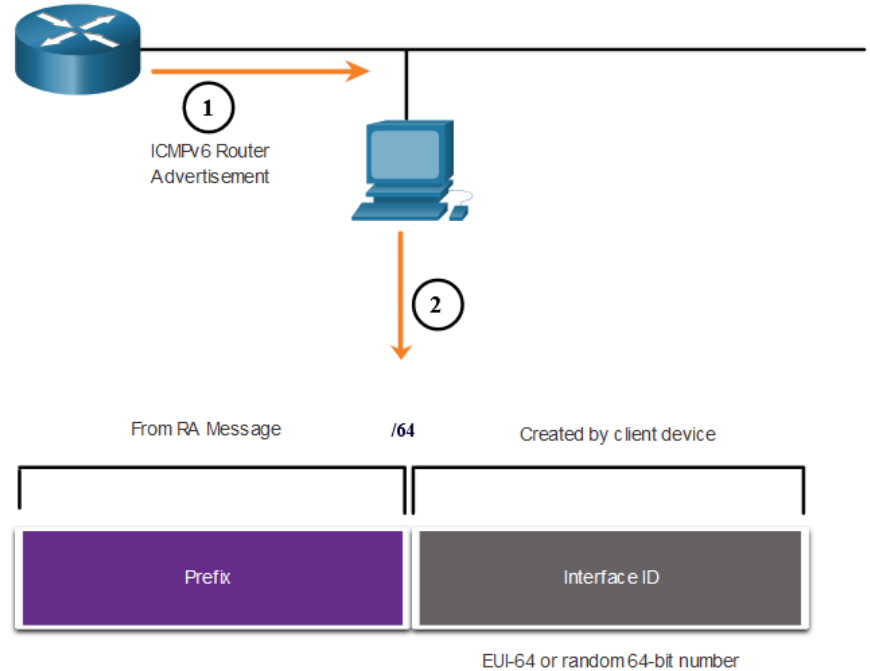 1
ICMPv6 Router
Advertisement
2
From RA Message
/64
Created by client device
Prefix
Interface ID
EUI-64 or random 64-bit number